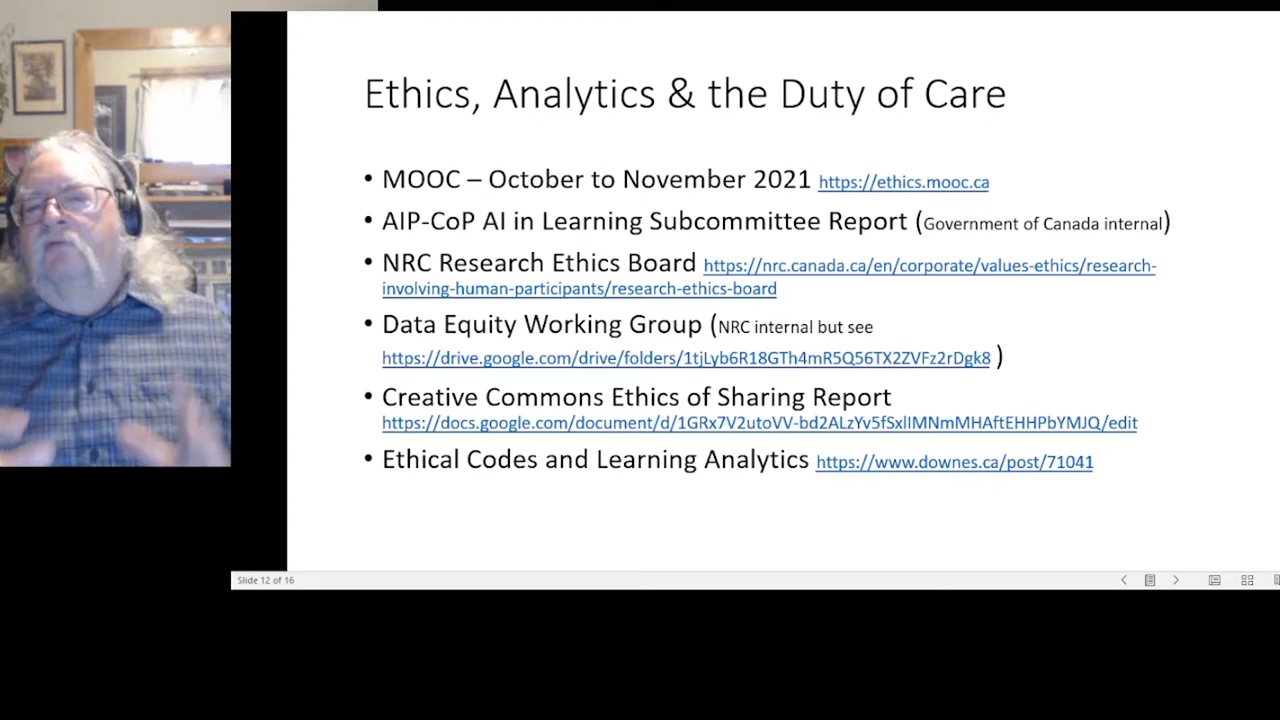 Ethics, Analytics & the Duty of Care
• MOOC – October to November 2021 https://ethics.mooc.ca
• AIP-CoP AI in Learning Subcommittee Report (Government of Canada internal)
• NRC Research Ethics Board https://nrc.canada.ca/en/corporate/values-ethics/research-
involving-human-participants/research-ethics-board
• Data Equity Working Group (NRC internal but see
https://drive.google.com/drive/folders/1tjLyb6R18GTh4mR5Q56TX2ZVFz2rDgk8 )
• Creative Commons Ethics of Sharing Report
https://docs.google.com/document/d/1GRx7V2utoVV-bd2ALzYv5fSxlIMNmMHAftEHHPbYMJQ/edit
• Ethical Codes and Learning Analytics https://www.downes.ca/post/71041
Slide 12 of 16